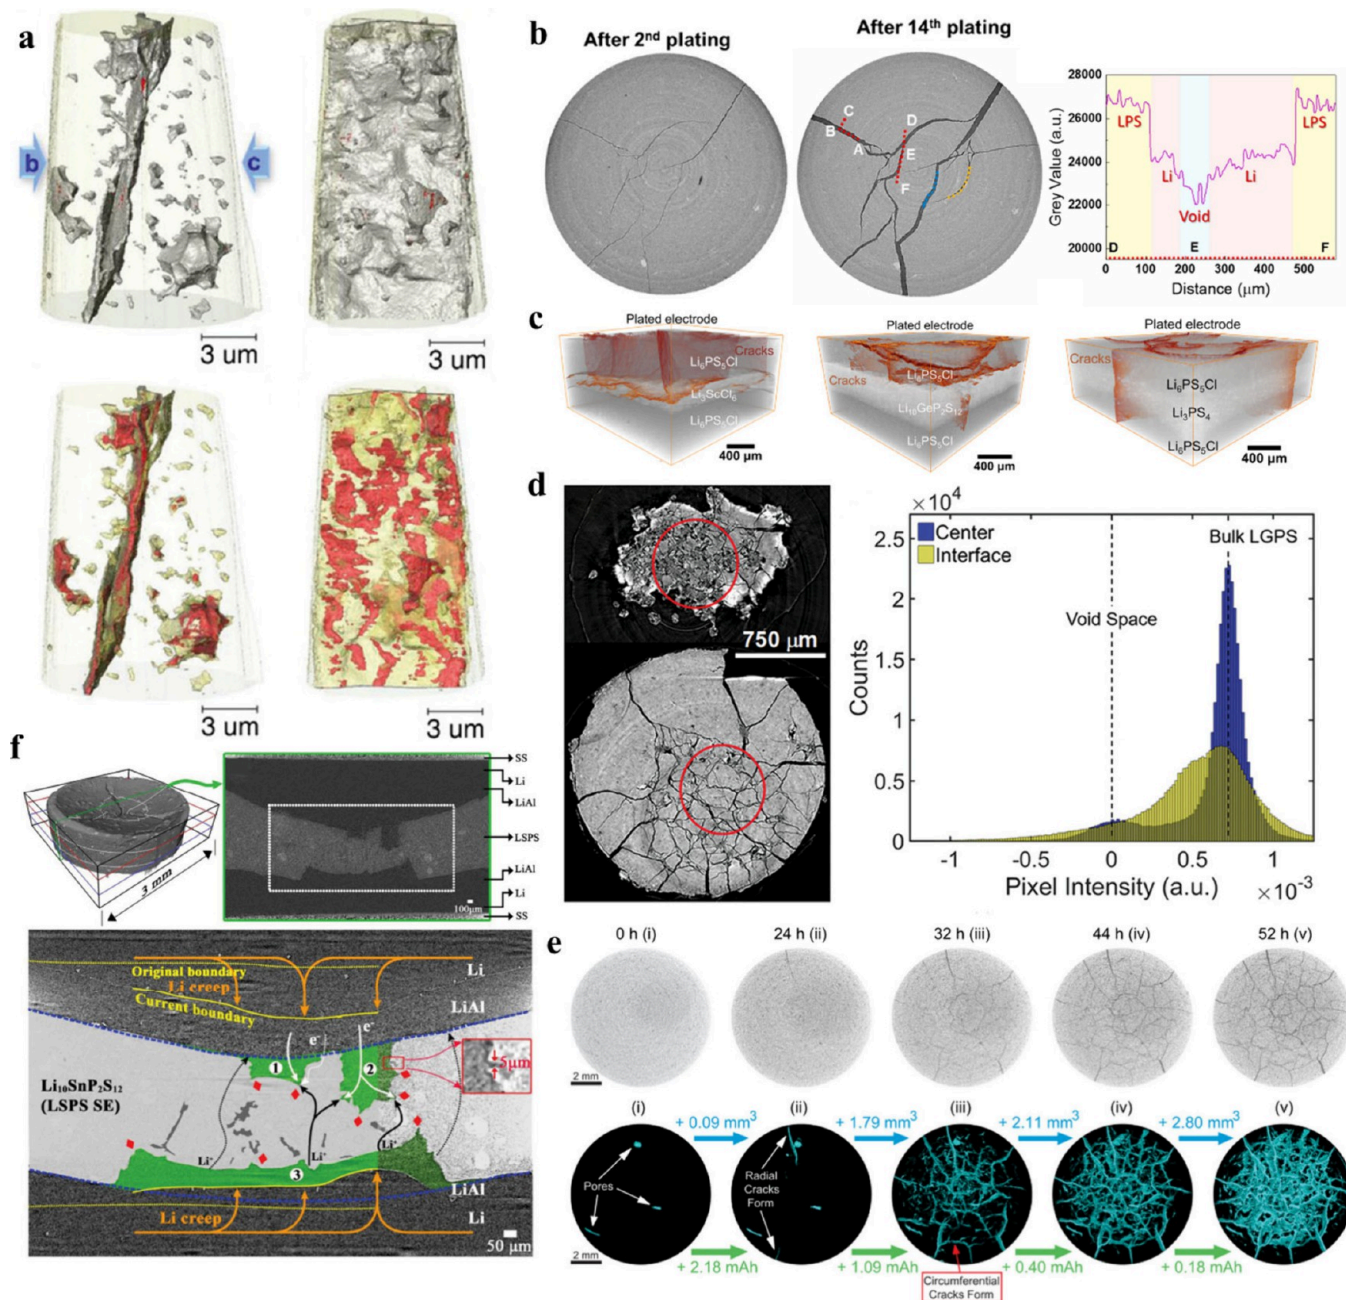 a
b
c
3 um
3 um
3 um
3 um
b
After 2nd plating
After 14th plating
C
B
A
D
E
F
Grey Value (a.u.)
28000
26000
24000
22000
20000
LPS
Li
Void
Li
LPS
D
E
F
0
100
200
300
400
500
Distance (μm)
c
Plated electrode
Cracks
Li6PS5Cl
Li3ScCl6
Li6PS5Cl
400 μm
Plated electrode
Cracks
Li6PS5Cl
Li10GeP2S12
Li6PS5Cl
400 μm
Plated electrode
Cracks
Li6PS5Cl
Li3PS4
Li6PS5Cl
400 μm
d
750 μm
×10⁴
Counts
2.5
2
1.5
1
0.5
0
Center
Interface
Void Space
Bulk LGPS
-1
-0.5
0
0.5
1
Pixel Intensity (a.u.)
×10⁻³
e
0 h (i)
24 h (ii)
32 h (iii)
44 h (iv)
52 h (v)
2 mm
(i)
(ii)
(iii)
(iv)
(v)
+ 0.09 mm³
+ 1.79 mm³
+ 2.11 mm³
+ 2.80 mm³
Pores
Radial
Cracks
Form
2 mm
+ 2.18 mAh
+ 1.09 mAh
+ 0.40 mAh
+ 0.18 mAh
Circumferential
Cracks Form
f
3 mm
SS
Li
LiAl
LSPS
LiAl
Li
SS
100μm
Original boundary
Li creep
Current boundary
Li
LiAl
e-
e-
1
2
5μm
Li10SnP2S12
(LSPS SE)
Li+
Li+
Li+
3
LiAl
Li creep
Li
50 μm